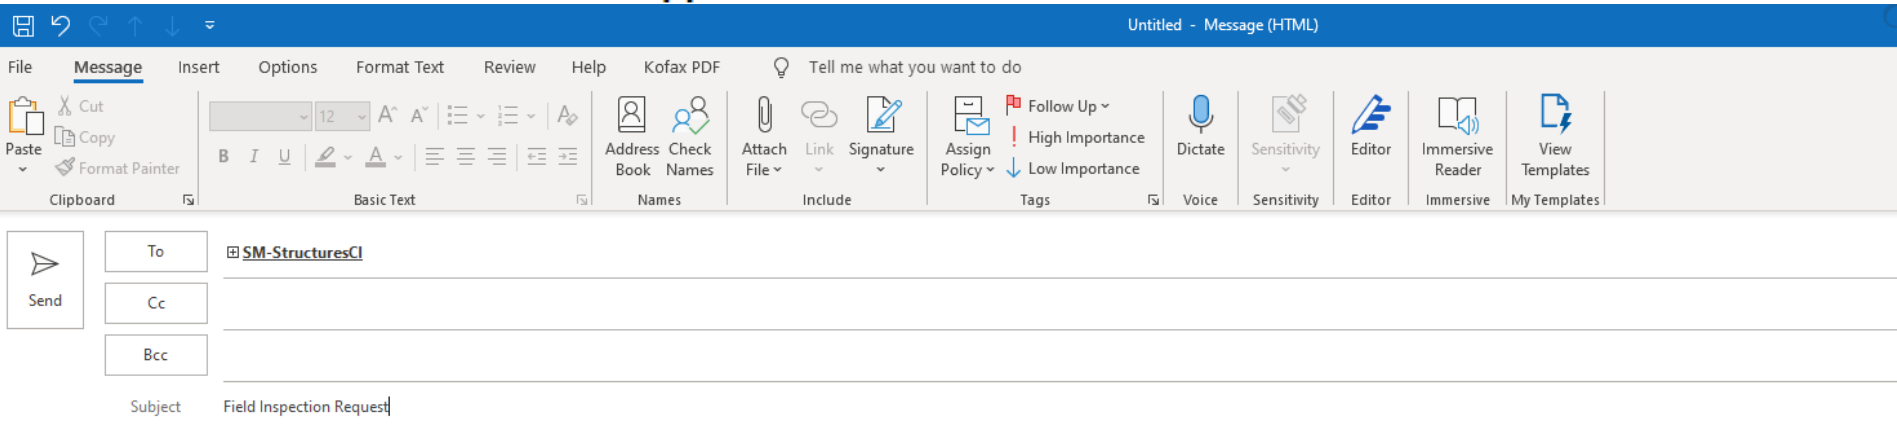 Untitled - Message (HTML)
File Message Insert Options Format Text Review Help Kofax PDF Tell me what you want to do
Paste
Cut
Copy
Format Painter
Clipboard
12
B I U
Basic Text
Address Book
Check Names
Names
Attach File
Link
Signature
Include
Assign Policy
Follow Up
High Importance
Low Importance
Tags
Dictate
Voice
Sensitivity
Sensitivity
Editor
Editor
Immersive Reader
Immersive
View Templates
My Templates
Send
To SM-StructuresCI
Cc
Bcc
Subject Field Inspection Request